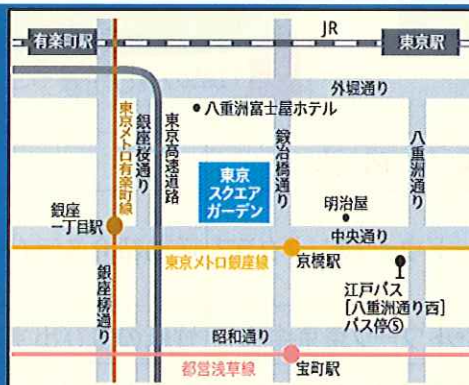 JR
有楽町駅
東京駅
外堀通り
八重洲富士屋ホテル
東京メトロ有楽町線
銀座桜通り
東京高速道路
鍛冶橋通り
八重洲通り
東京
スクエア
ガーデン
明治屋
銀座
一丁目駅
中央通り
東京メトロ銀座線
京橋駅
江戸バス
[八重洲通り西]
バス停⑤
銀座柳通り
昭和通り
都営浅草線
宝町駅